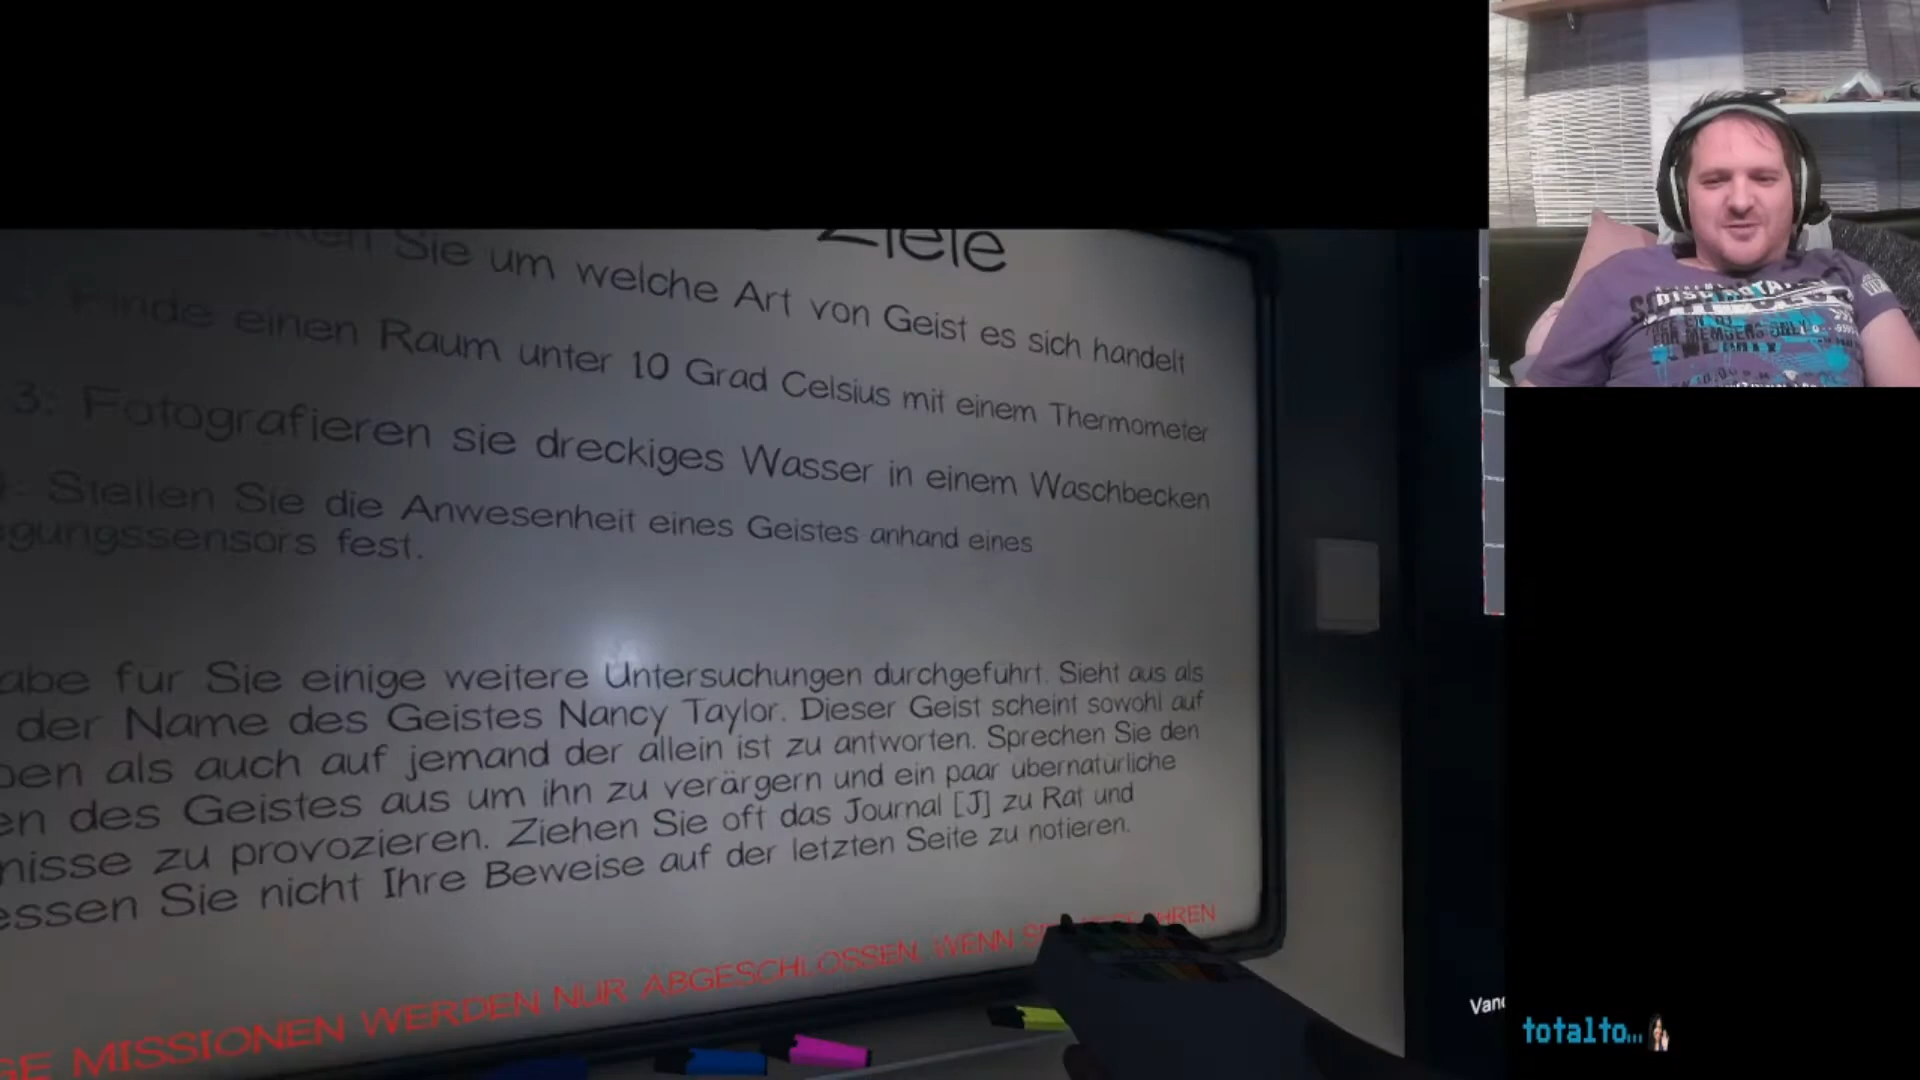 Ziele
Sie um welche Art von Geist es sich handelt
Finde einen Raum unter 10 Grad Celsius mit einem Thermometer
3: Fotografieren sie dreckiges Wasser in einem Waschbecken
: Stellen Sie die Anwesenheit eines Geistes anhand eines
gungssensors fest.
abe für Sie einige weitere Untersuchungen durchgeführt. Sieht aus als
der Name des Geistes Nancy Taylor. Dieser Geist scheint sowohl auf
pen als auch auf jemand der allein ist zu antworten. Sprechen Sie den
en des Geistes aus um ihn zu verärgern und ein paar übernatürliche
nisse zu provozieren. Ziehen Sie oft das Journal [J] zu Rat und
essen Sie nicht Ihre Beweise auf der letzten Seite zu notieren.
GE MISSIONEN WERDEN NUR ABGESCHLOSSEN, WENN
Vand
totalto...